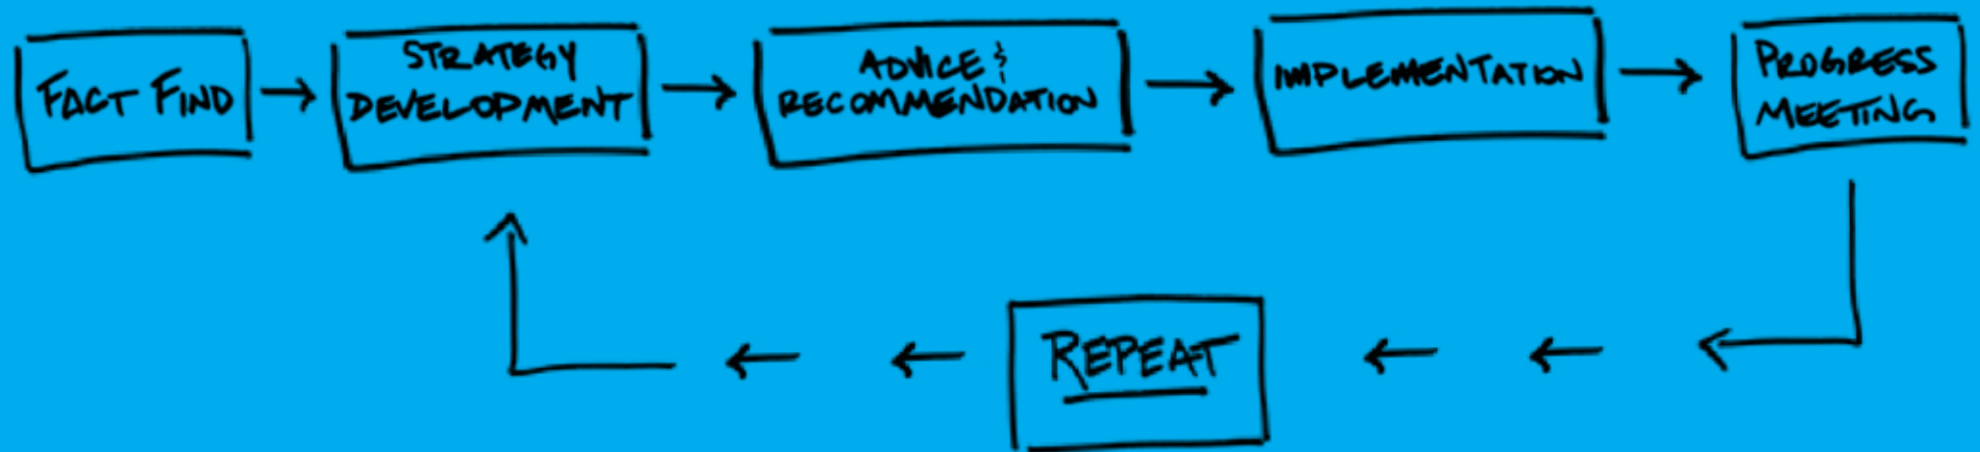 FACT FIND
STRATEGY
DEVELOPMENT
ADVICE &
RECOMMENDATION
IMPLEMENTATION
PROGRESS
MEETING
REPEAT